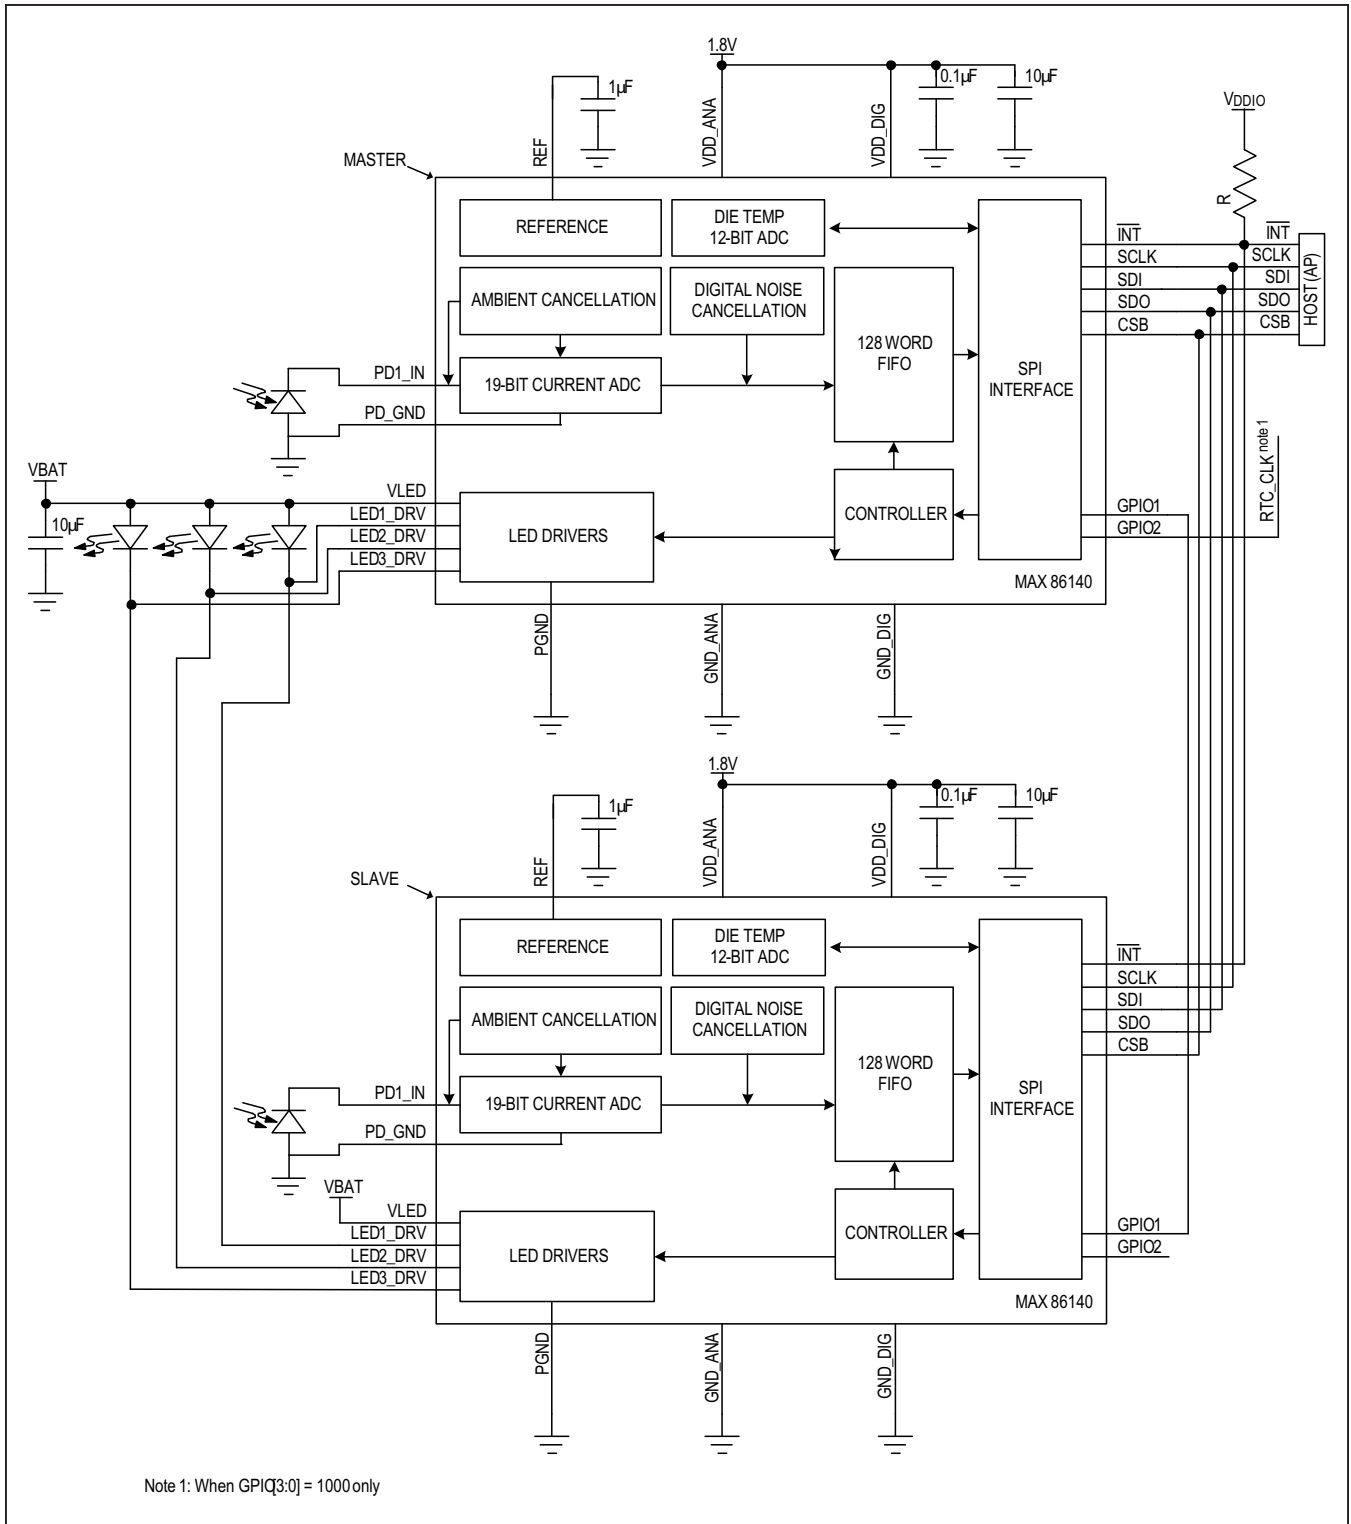 1.8V
1µF
0.1µF
10µF
VDDIO
REF
VDD_ANA
VDD_DIG
R
MASTER
REFERENCE
DIE TEMP
12-BIT ADC
AMBIENT CANCELLATION
DIGITAL NOISE
CANCELLATION
128 WORD
FIFO
SPI
INTERFACE
INT
SCLK
SDI
SDO
CSB
INT
SCLK
SDI
SDO
CSB
HOST (AP)
PD1_IN
19-BIT CURRENT ADC
PD_GND
VBAT
10µF
VLED
LED1_DRV
LED2_DRV
LED3_DRV
LED DRIVERS
CONTROLLER
GPIO1
GPIO2
RTC_CLK note 1
MAX 86140
PGND
GND_ANA
GND_DIG
1.8V
1µF
0.1µF
10µF
REF
VDD_ANA
VDD_DIG
SLAVE
REFERENCE
DIE TEMP
12-BIT ADC
AMBIENT CANCELLATION
DIGITAL NOISE
CANCELLATION
128 WORD
FIFO
SPI
INTERFACE
INT
SCLK
SDI
SDO
CSB
PD1_IN
19-BIT CURRENT ADC
PD_GND
VBAT
VLED
LED1_DRV
LED2_DRV
LED3_DRV
LED DRIVERS
CONTROLLER
GPIO1
GPIO2
MAX 86140
PGND
GND_ANA
GND_DIG
Note 1: When GPIO[3:0] = 1000 only